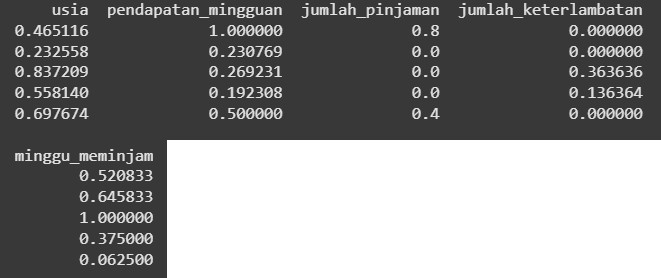 usia pendapatan_mingguan jumlah_pinjaman jumlah_keterlambatan
0.465116 1.000000 0.8 0.000000
0.232558 0.230769 0.0 0.000000
0.837209 0.269231 0.0 0.363636
0.558140 0.192308 0.0 0.136364
0.697674 0.500000 0.4 0.000000
minggu_meminjam
0.520833
0.645833
1.000000
0.375000
0.062500